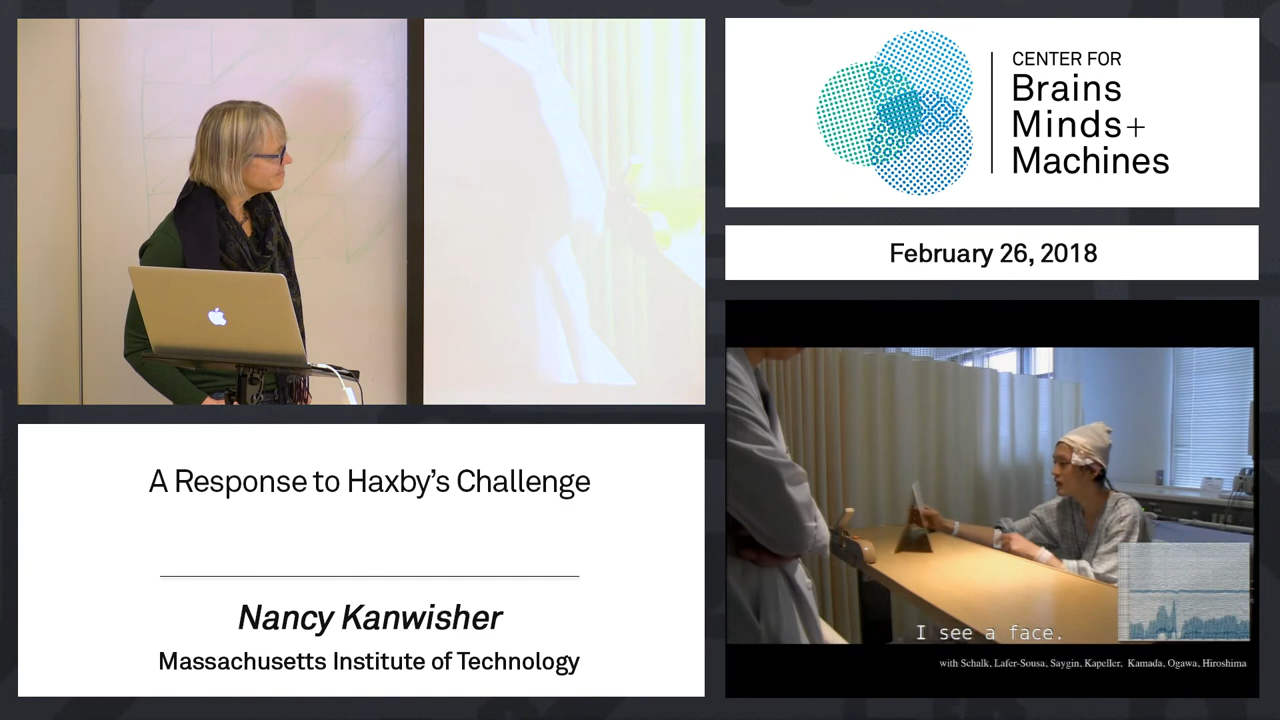 CENTER FOR
Brains
Minds+
Machines
February 26, 2018
A Response to Haxby's Challenge
Nancy Kanwisher
Massachusetts Institute of Technology
I see a face.
with Schalk, Lafer-Sousa, Saygin, Kapeller, Kamada, Ogawa, Hiroshima